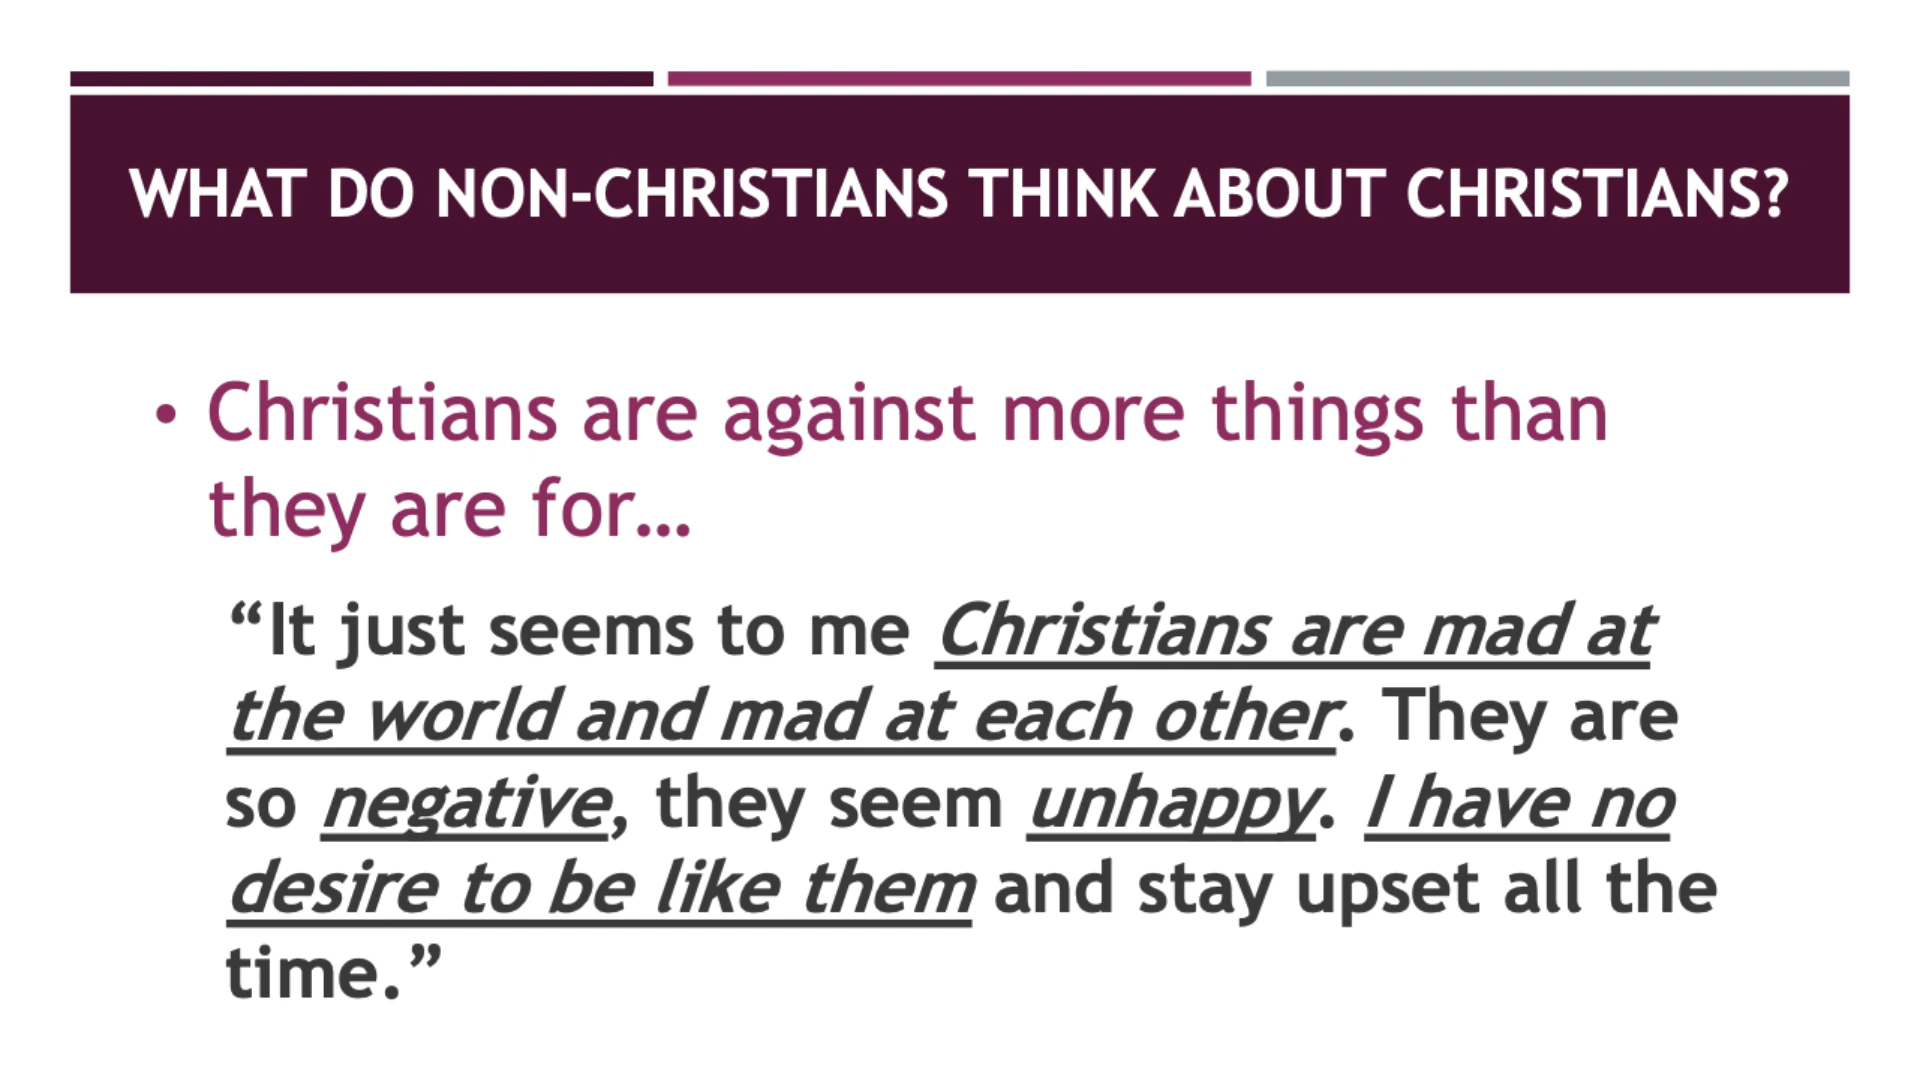 WHAT DO NON-CHRISTIANS THINK ABOUT CHRISTIANS?
• Christians are against more things than
they are for…
“It just seems to me Christians are mad at
the world and mad at each other. They are
so negative, they seem unhappy. I have no
desire to be like them and stay upset all the
time.”